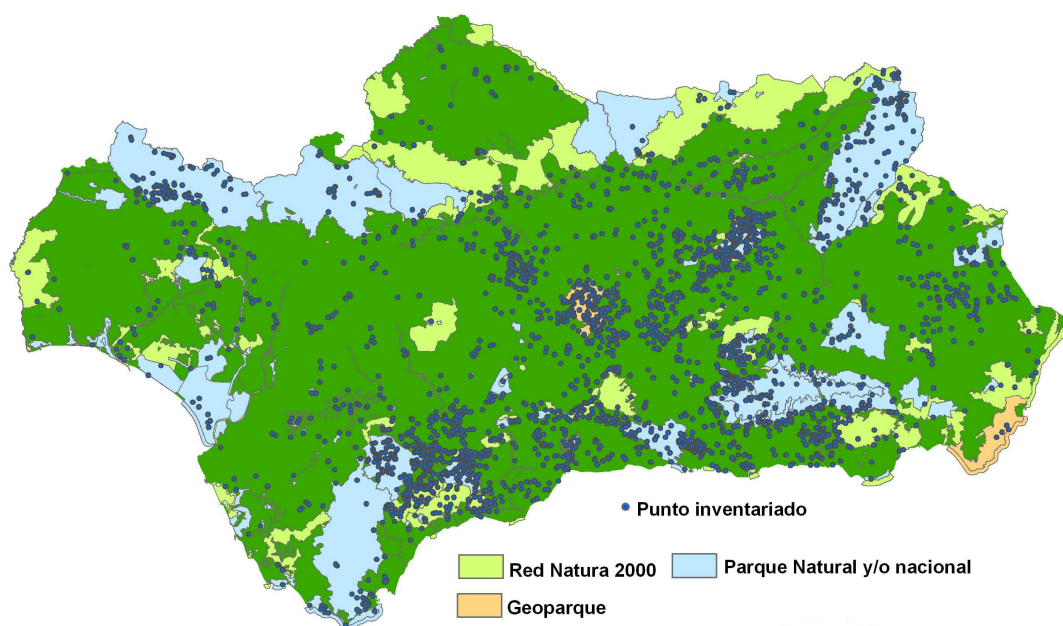 Punto inventariado
Red Natura 2000
Parque Natural y/o nacional
Geoparque